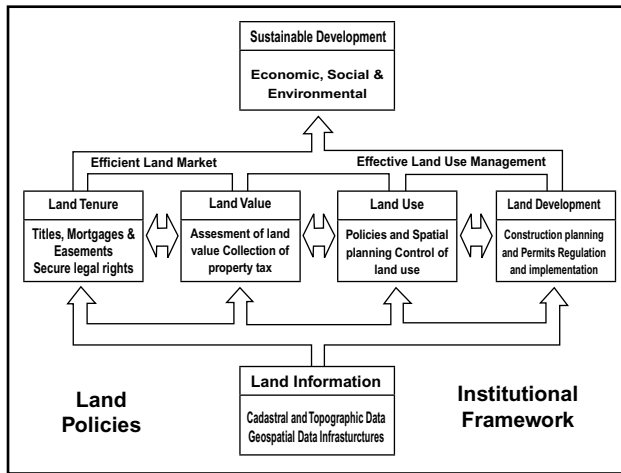 Sustainable Development
Economic, Social &
Environmental
Efficient Land Market
Effective Land Use Management
Land Tenure
Titles, Mortgages &
Easements
Secure legal rights
Land Value
Assesment of land
value Collection of
property tax
Land Use
Policies and Spatial
planning Control of
land use
Land Development
Construction planning
and Permits Regulation
and implementation
Land Information
Cadastral and Topographic Data
Geospatial Data Infrasturctures
Land
Policies
Institutional
Framework